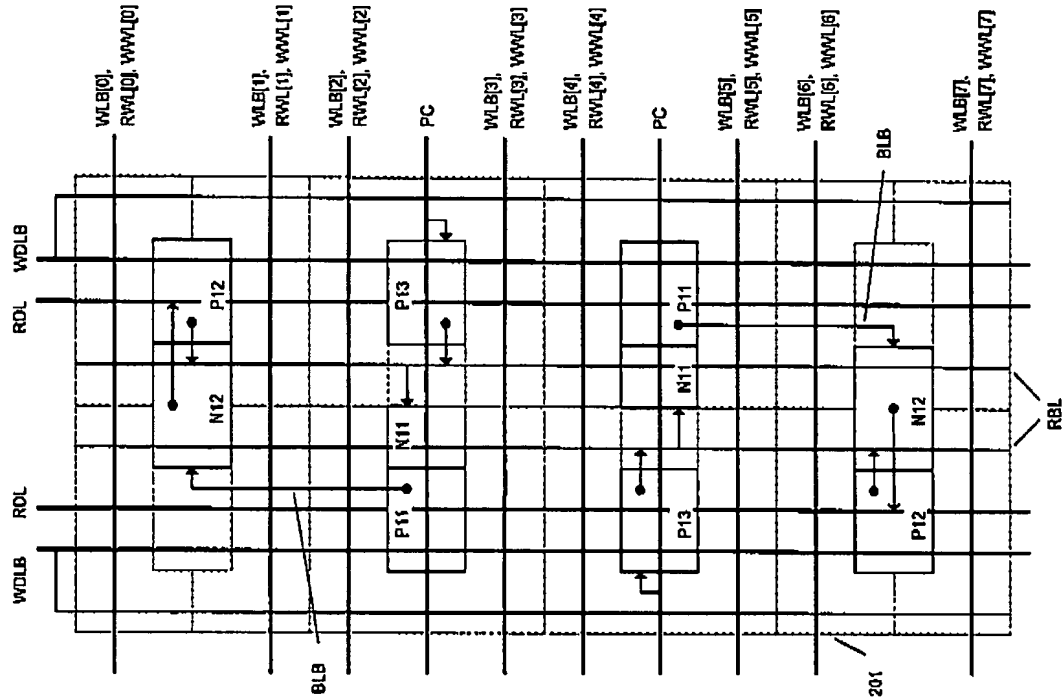 WDLB
RDL
RDL
WDLB
WLB[0],
RWL[0], WWL[0]
WLB[1],
RWL[1], WWL[1]
WLB[2],
RWL[2], WWL[2]
PC
WLB[3],
RWL[3], WWL[3]
WLB[4],
RWL[4], WWL[4]
PC
WLB[5],
RWL[5], WWL[5]
WLB[6],
RWL[6], WWL[6]
WLB[7],
RWL[7], WWL[7]
N12
P12
P11
N11
P13
P13
N11
P11
P12
N12
BLB
BLB
201
RBL